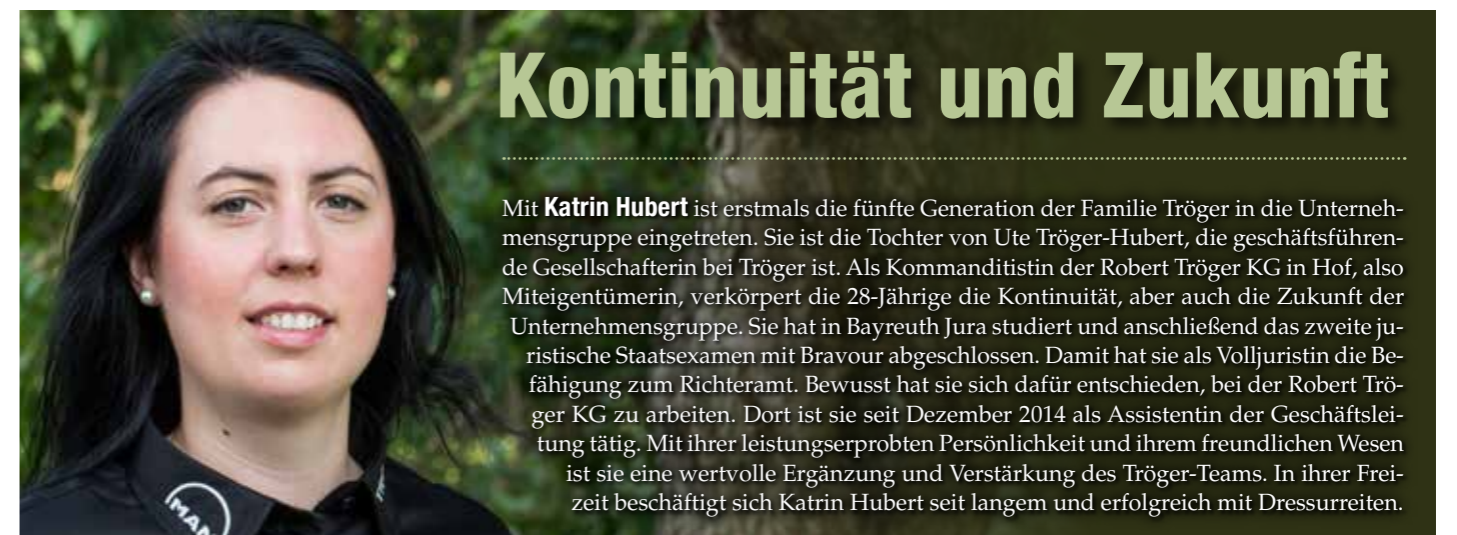 Kontinuität und Zukunft
Mit Katrin Hubert ist erstmals die fünfte Generation der Familie Tröger in die Unterneh-
mensgruppe eingetreten. Sie ist die Tochter von Ute Tröger-Hubert, die geschäftsführen-
de Gesellschafterin bei Tröger ist. Als Kommanditistin der Robert Tröger KG in Hof, also
Miteigentümerin, verkörpert die 28-Jährige die Kontinuität, aber auch die Zukunft der
Unternehmensgruppe. Sie hat in Bayreuth Jura studiert und anschließend das zweite ju-
ristische Staatsexamen mit Bravour abgeschlossen. Damit hat sie als Volljuristin die Be-
fähigung zum Richteramt. Bewusst hat sie sich dafür entschieden, bei der Robert Trö-
ger KG zu arbeiten. Dort ist sie seit Dezember 2014 als Assistentin der Geschäftslei-
tung tätig. Mit ihrer leistungserprobten Persönlichkeit und ihrem freundlichen Wesen
ist sie eine wertvolle Ergänzung und Verstärkung des Tröger-Teams. In ihrer Frei-
zeit beschäftigt sich Katrin Hubert seit langem und erfolgreich mit Dressurreiten.
MAN